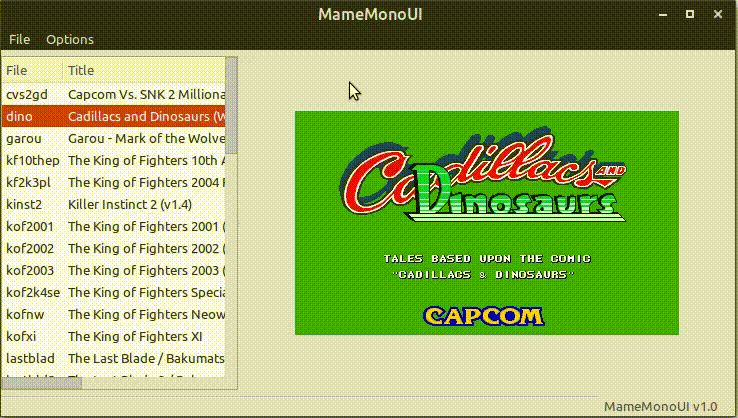 MameMonoUI
File Options
File Title
cvs2gd Capcom Vs. SNK 2 Milliona
dino Cadillacs and Dinosaurs (W
garou Garou - Mark of the Wolve
kf10thep The King of Fighters 10th A
kf2k3pl The King of Fighters 2004 P
kinst2 Killer Instinct 2 (v1.4)
kof2001 The King of Fighters 2001 (
kof2002 The King of Fighters 2002 (
kof2003 The King of Fighters 2003 (
kof2k4se The King of Fighters Specia
kofnw The King of Fighters Neow
kofxi The King of Fighters XI
lastblad The Last Blade / Bakumats
Cadillacs AND
Dinosaurs
TALES BASED UPON THE COMIC
"CADILLACS & DINOSAURS"
CAPCOM
MameMonoUI v1.0